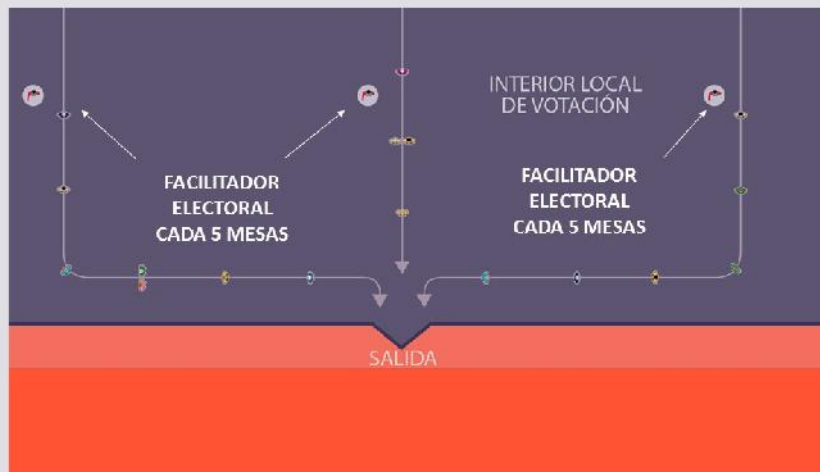 INTERIOR LOCAL
DE VOTACIÓN
FACILITADOR
ELECTORAL
CADA 5 MESAS
FACILITADOR
ELECTORAL
CADA 5 MESAS
SALIDA